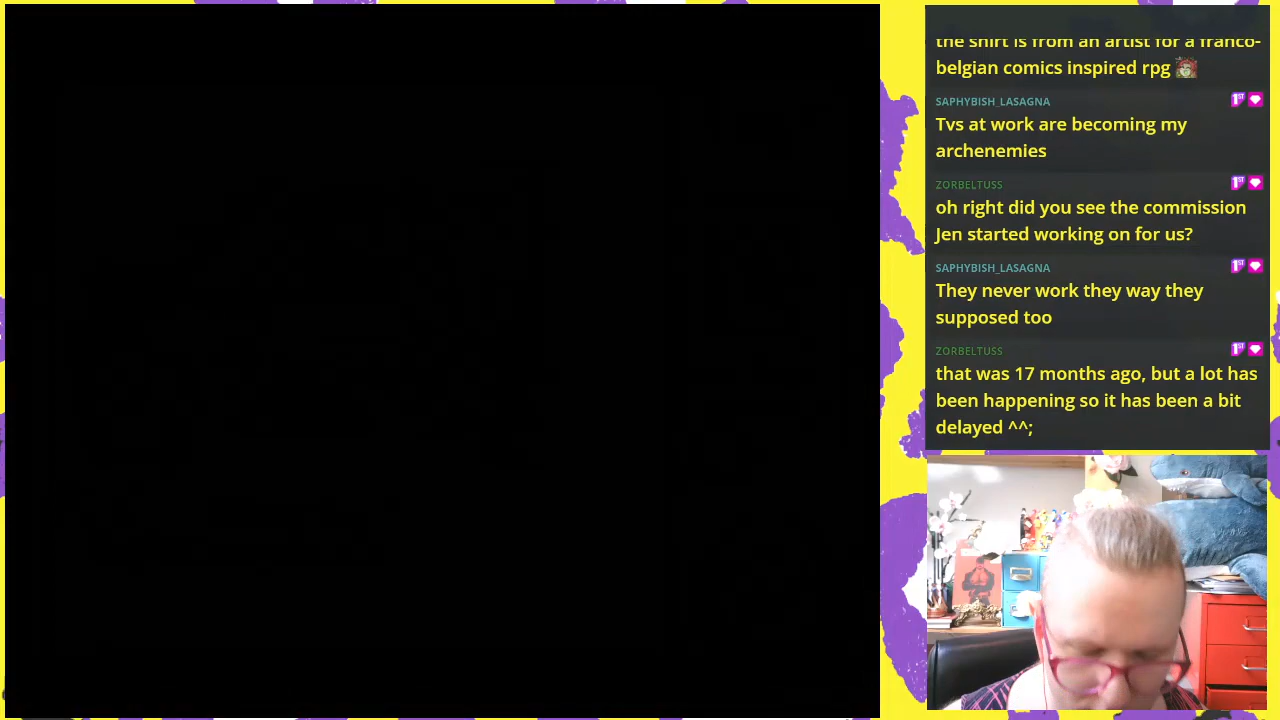 the shirt is from an artist for a franco-
belgian comics inspired rpg
SAPHYBISH_LASAGNA
Tvs at work are becoming my
archenemies
ZORBELTUSS
oh right did you see the commission
Jen started working on for us?
SAPHYBISH_LASAGNA
They never work they way they
supposed too
ZORBELTUSS
that was 17 months ago, but a lot has
been happening so it has been a bit
delayed ^^;